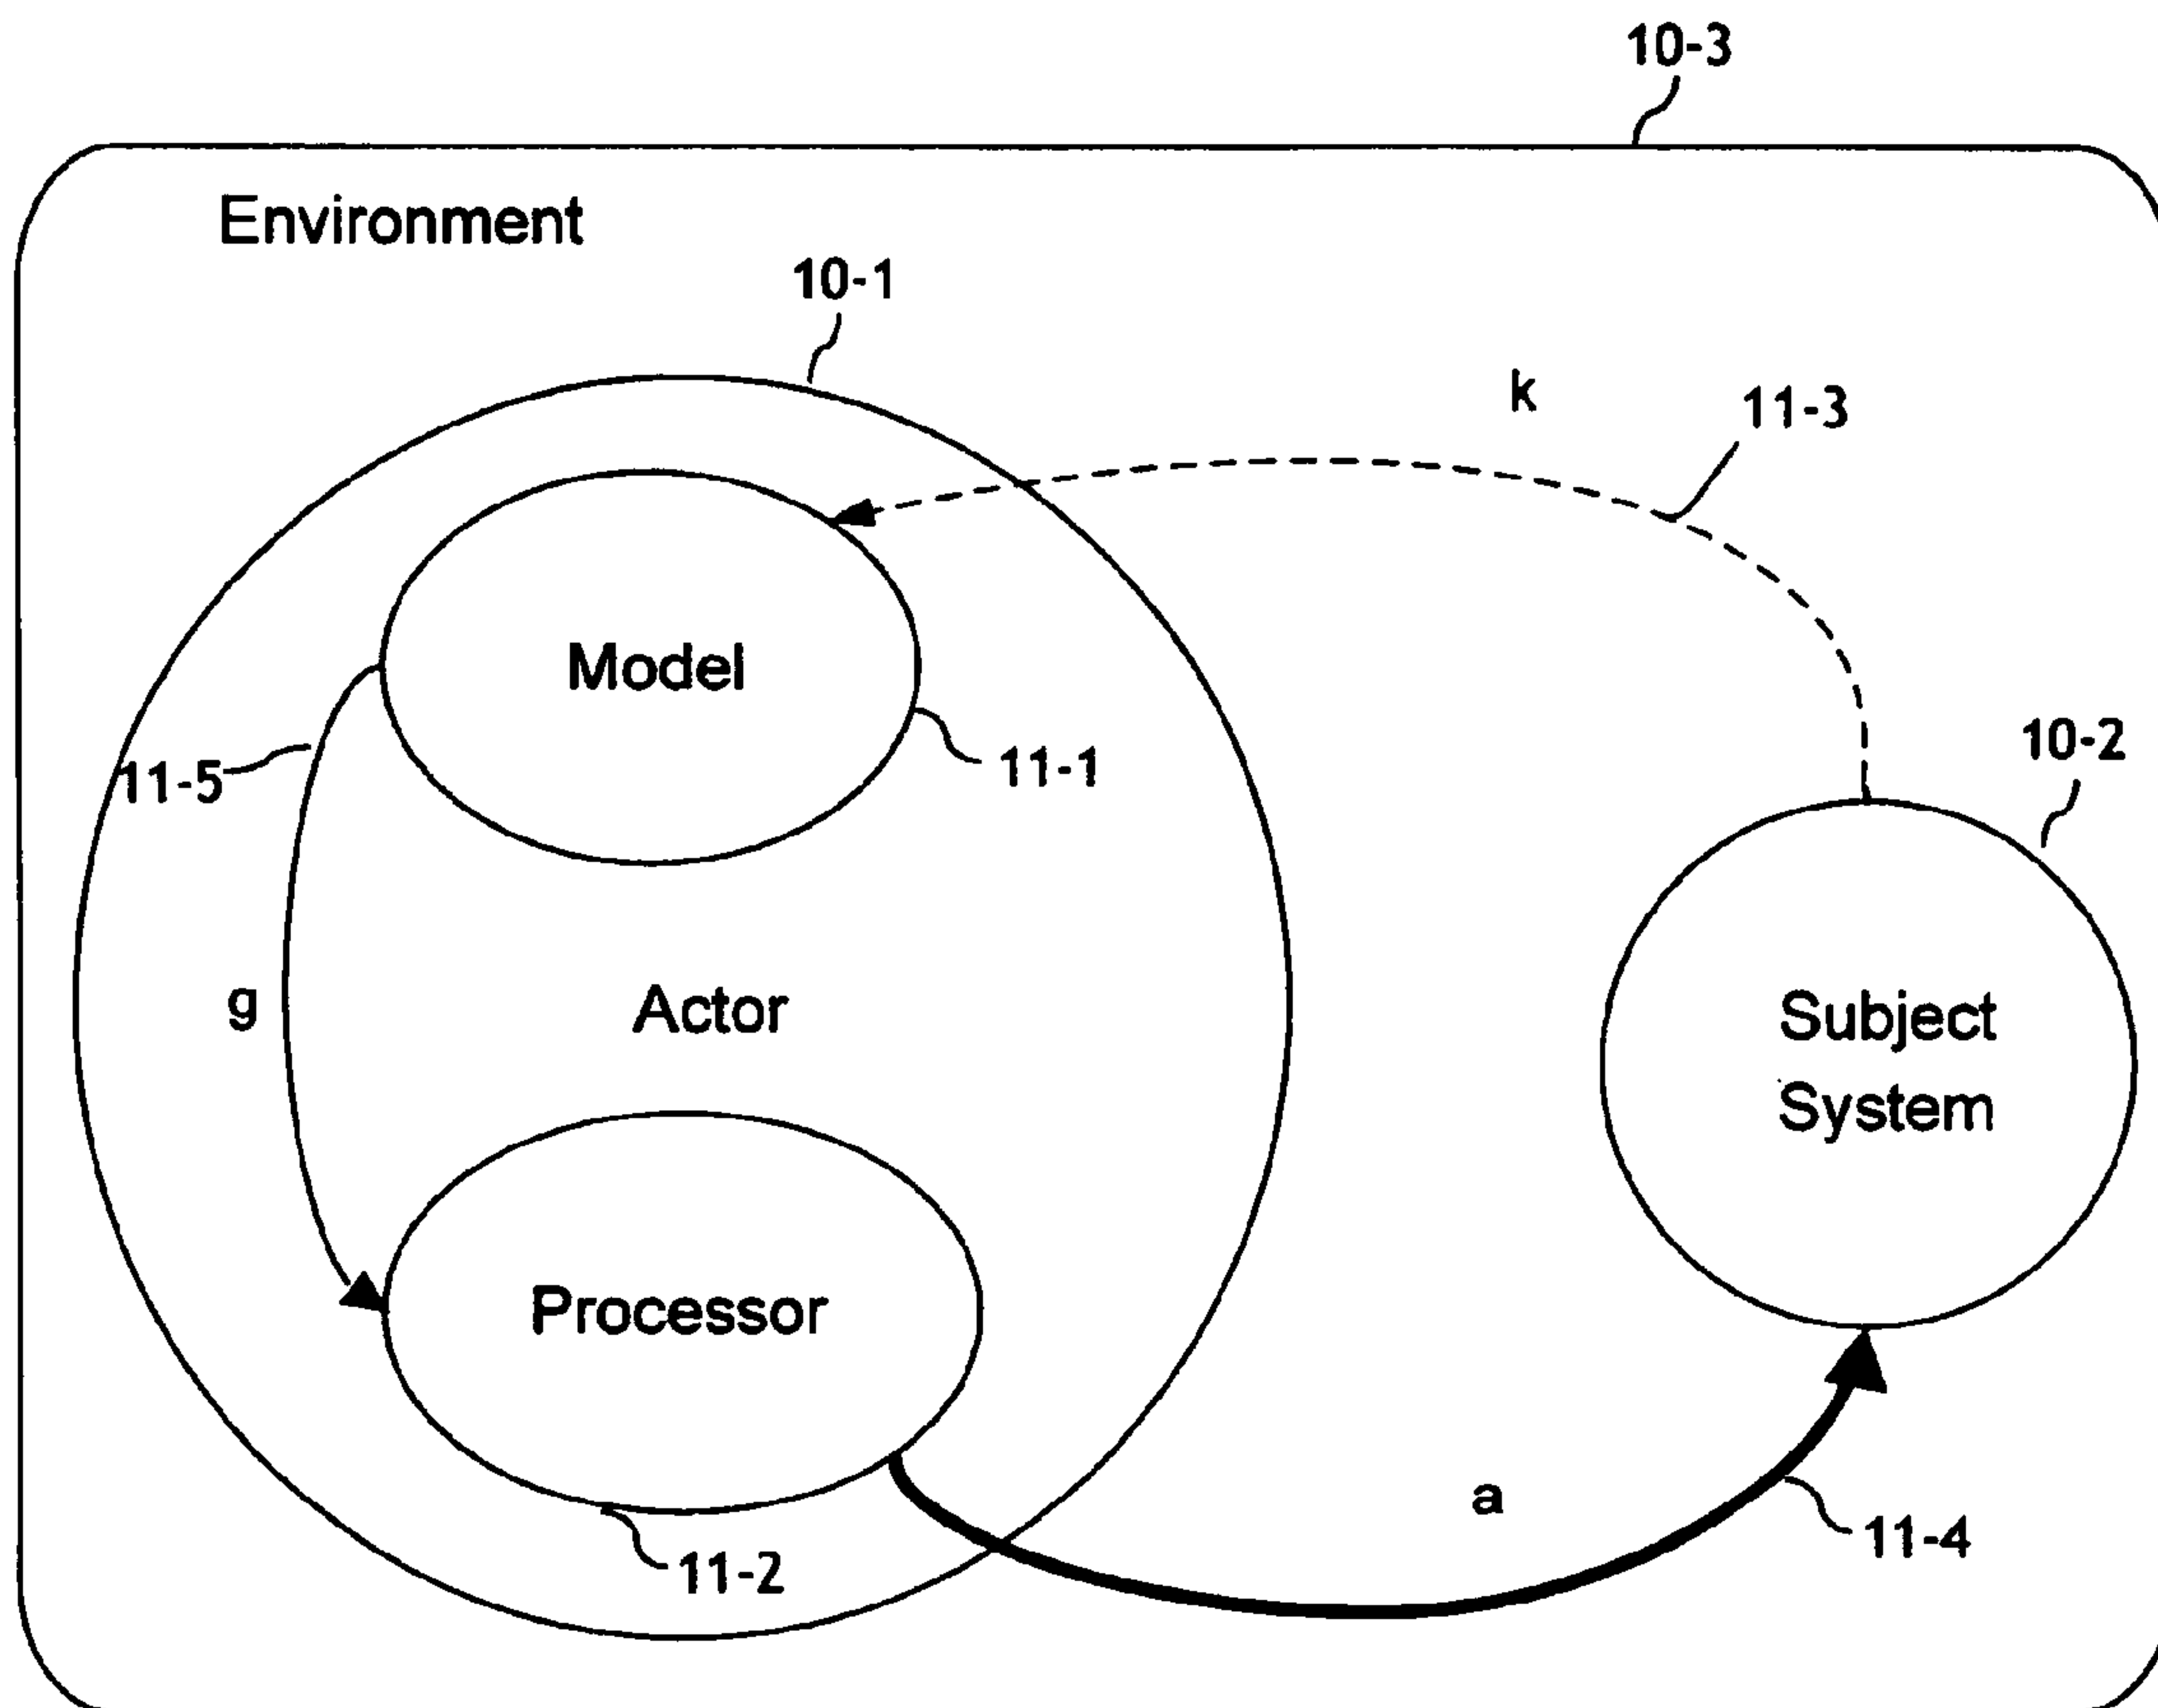 10-3
Environment
10-1
k
11-3
Model
11-1
11-5
10-2
g
Actor
Subject
System
Processor
a
11-4
11-2